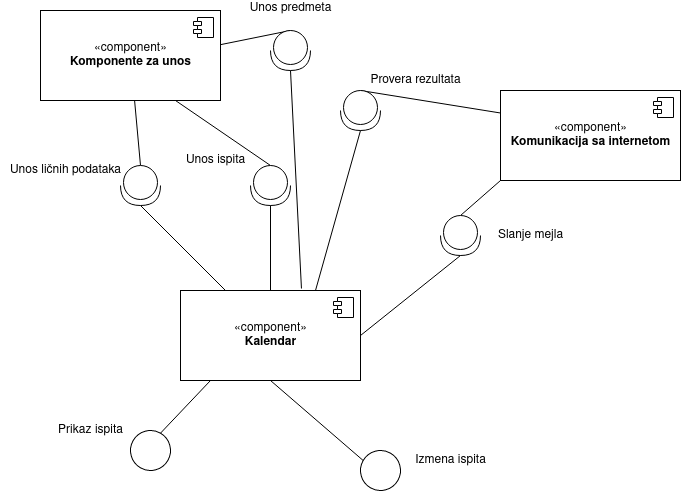 Unos predmeta
«component»
Komponente za unos
Provera rezultata
«component»
Komunikacija sa internetom
Unos ličnih podataka
Unos ispita
Slanje mejla
«component»
Kalendar
Prikaz ispita
Izmena ispita